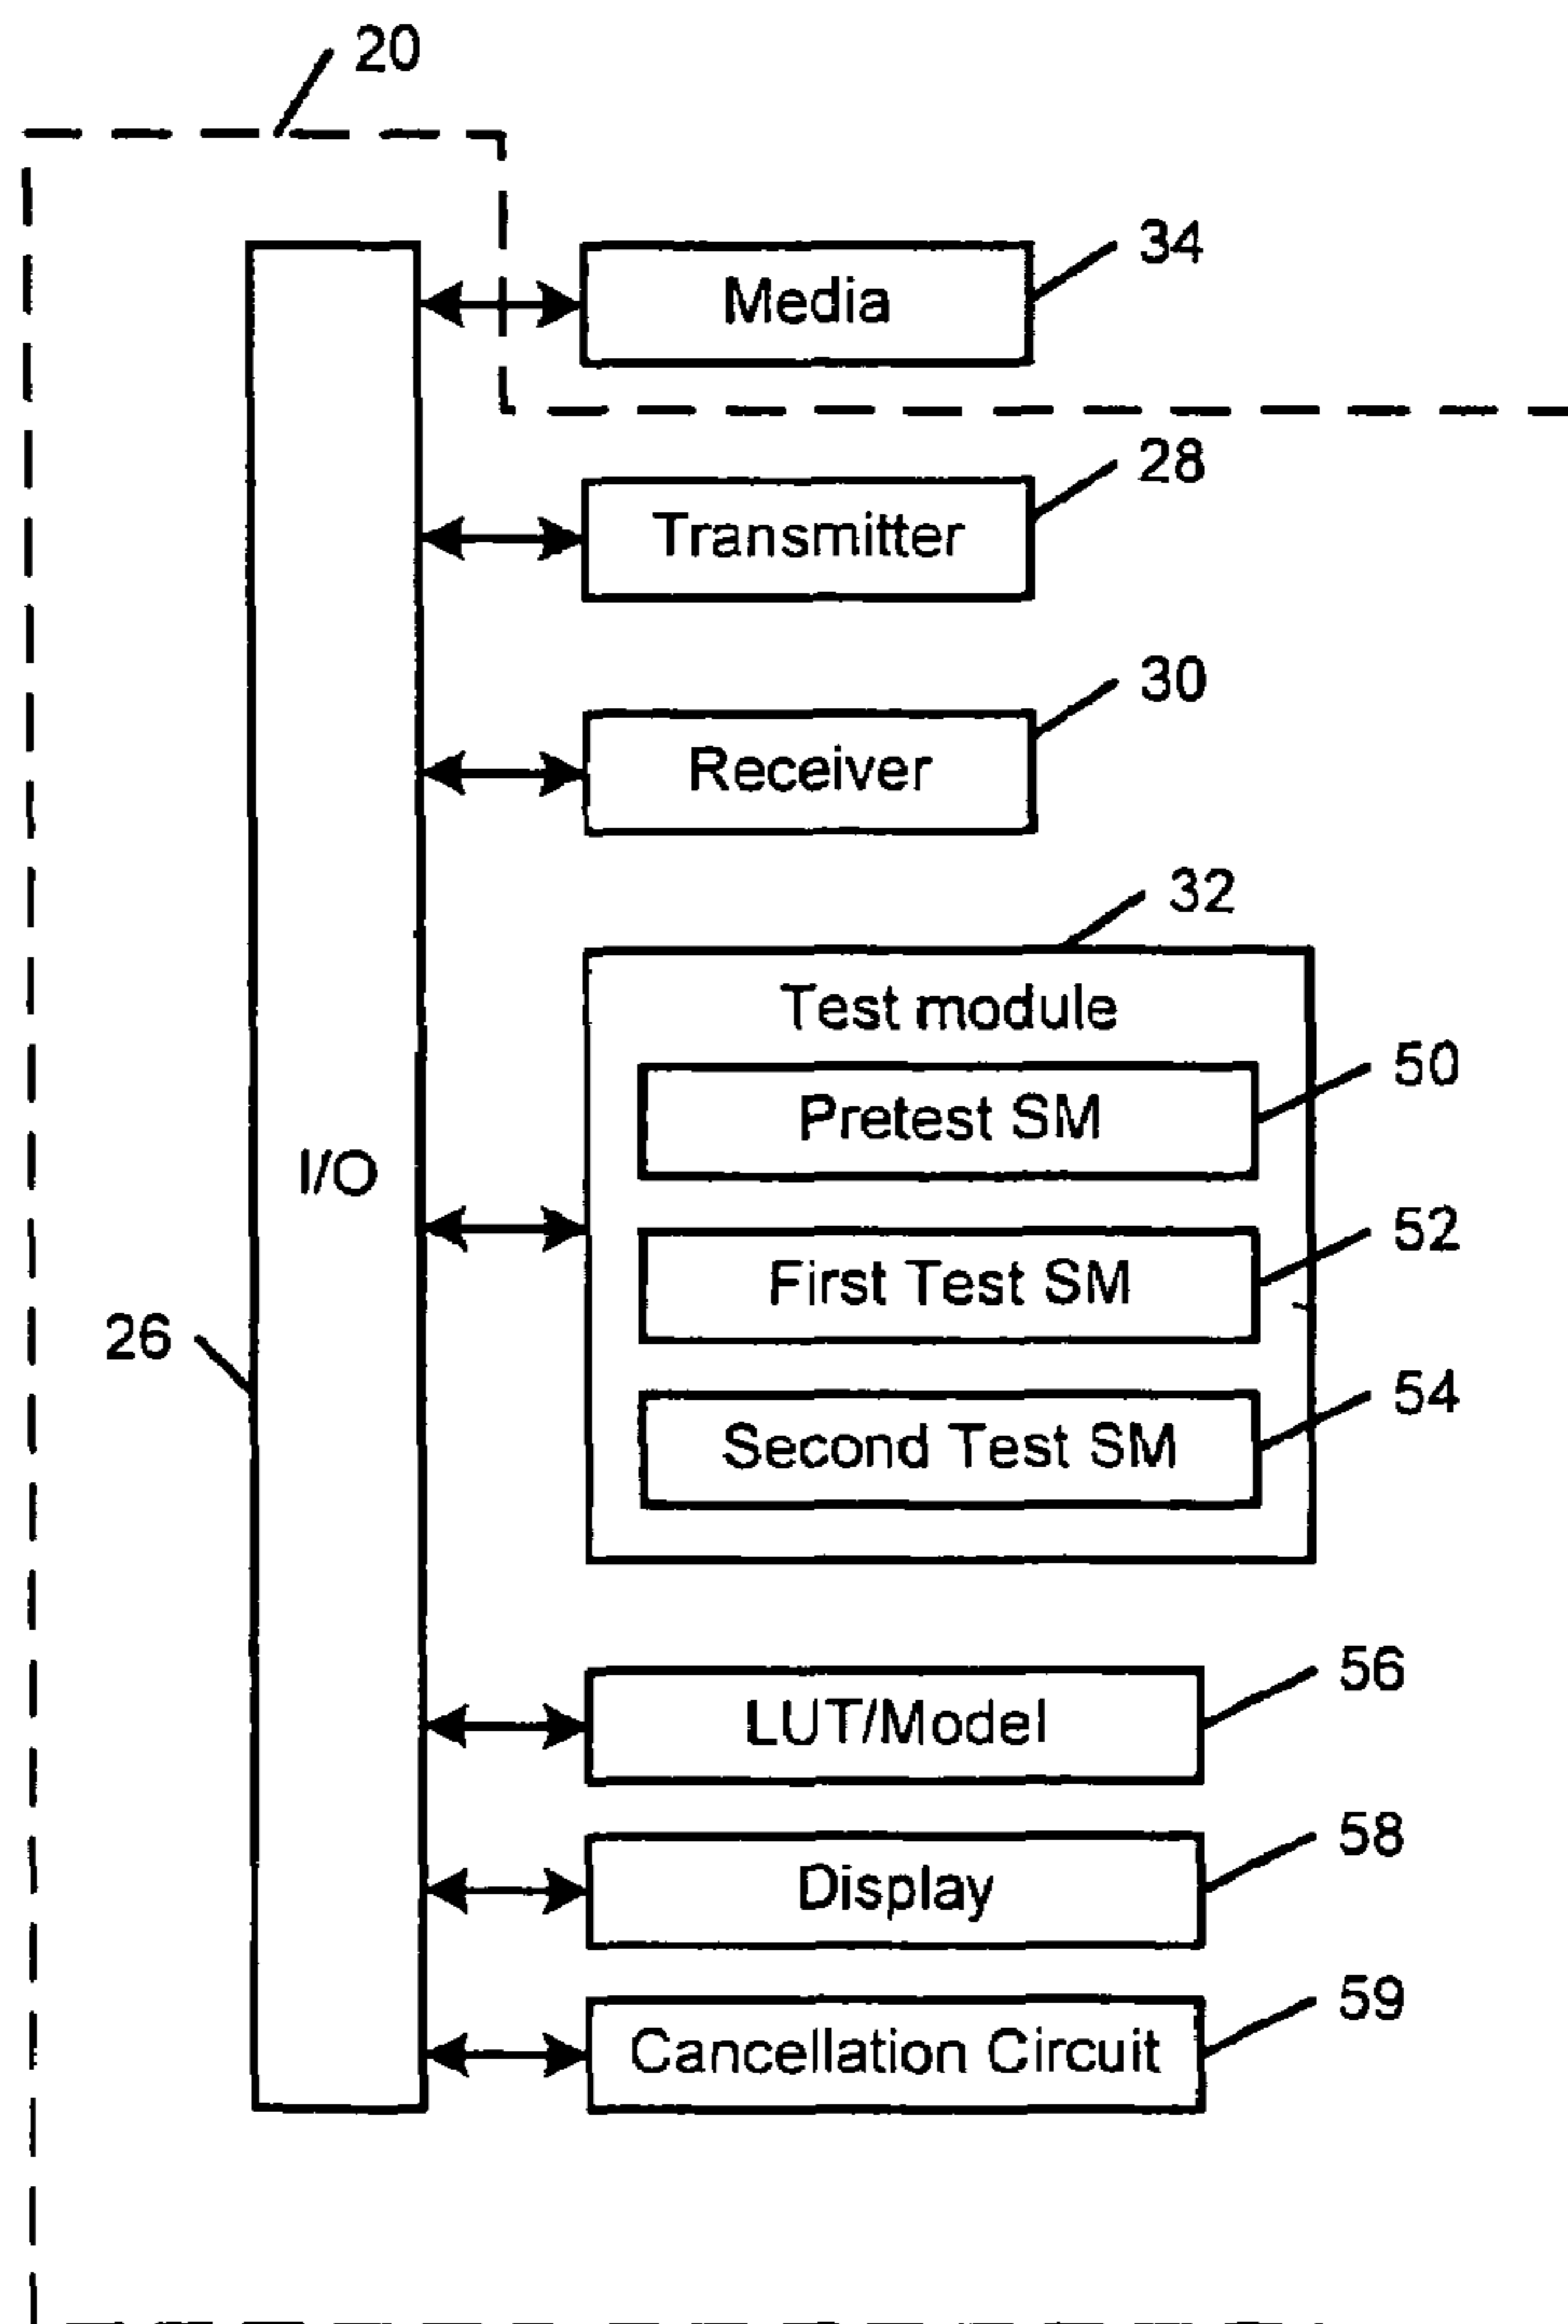 20
34
Media
28
Transmitter
30
Receiver
32
Test module
50
Pretest SM
I/O
52
First Test SM
26
54
Second Test SM
56
LUT/Model
58
Display
59
Cancellation Circuit